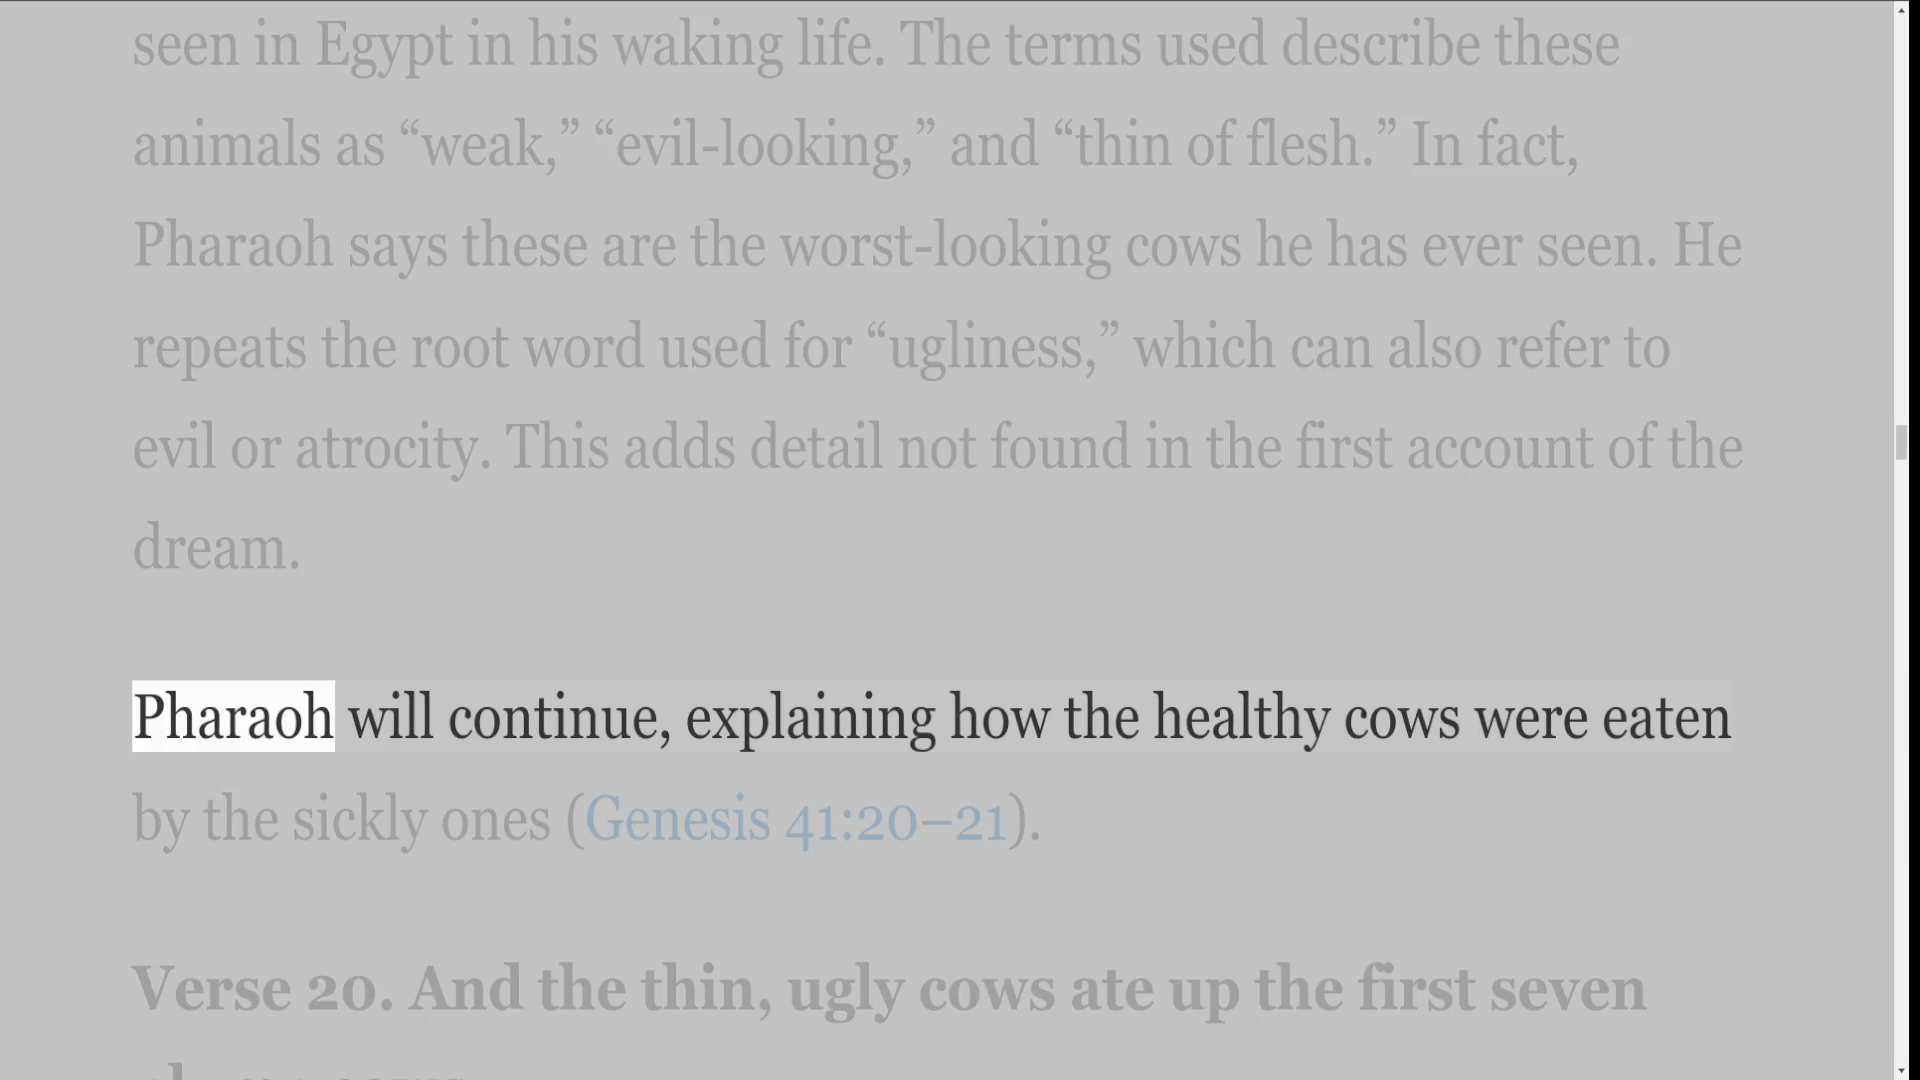 seen in Egypt in his waking life. The terms used describe these
animals as “weak,” “evil-looking,” and “thin of flesh.” In fact,
Pharaoh says these are the worst-looking cows he has ever seen. He
repeats the root word used for “ugliness,” which can also refer to
evil or atrocity. This adds detail not found in the first account of the
dream.
Pharaoh will continue, explaining how the healthy cows were eaten
by the sickly ones (Genesis 41:20–21).
Verse 20. And the thin, ugly cows ate up the first seven